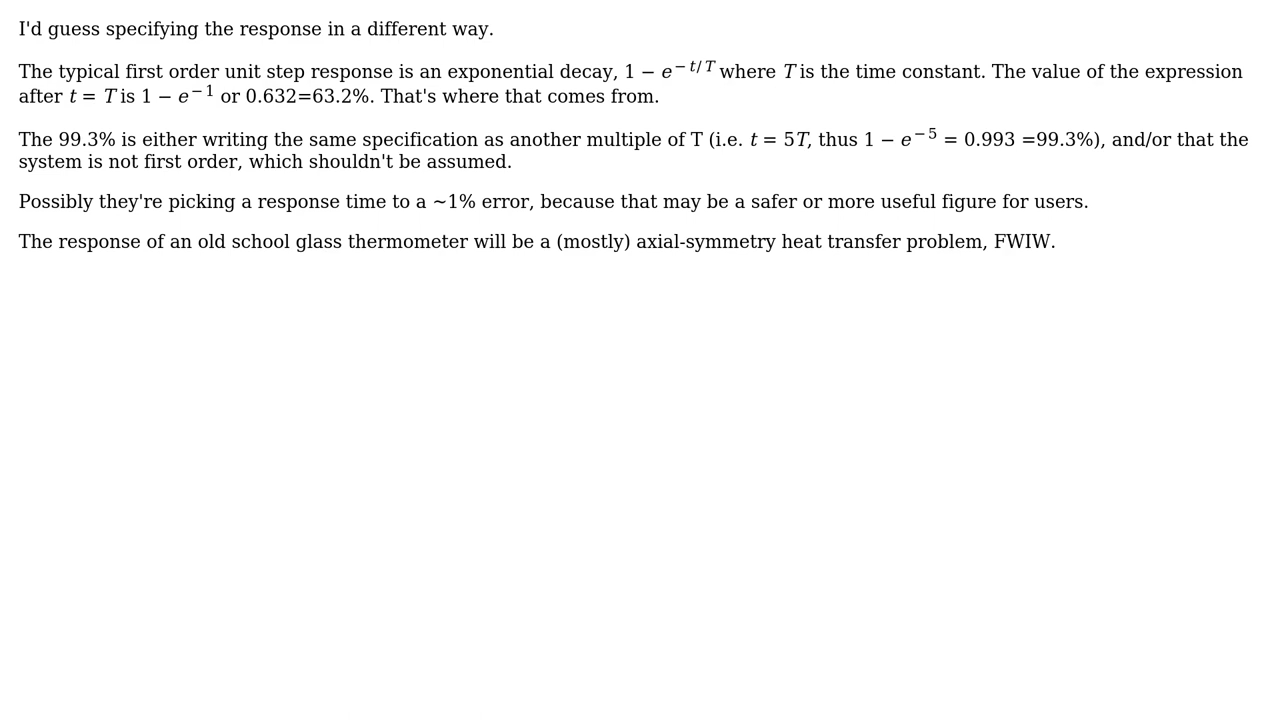 I'd guess specifying the response in a different way.
The typical first order unit step response is an exponential decay, 1 − e^{−t/T} where T is the time constant. The value of the expression
after t = T is 1 − e^{−1} or 0.632=63.2%. That's where that comes from.
The 99.3% is either writing the same specification as another multiple of T (i.e. t = 5T, thus 1 − e^{−5} = 0.993 =99.3%), and/or that the
system is not first order, which shouldn't be assumed.
Possibly they're picking a response time to a ~1% error, because that may be a safer or more useful figure for users.
The response of an old school glass thermometer will be a (mostly) axial-symmetry heat transfer problem, FWIW.